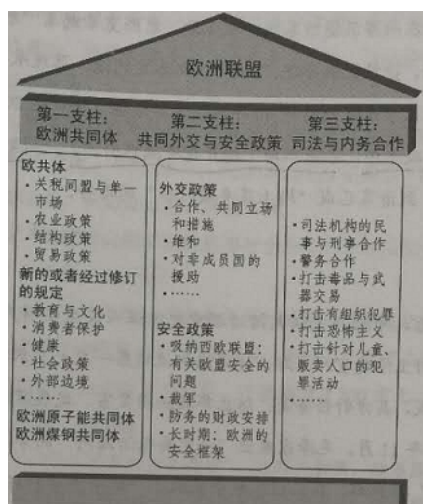 欧洲联盟
第一支柱：
欧洲共同体
第二支柱：
共同外交与安全政策
第三支柱：
司法与内务合作
欧共体
·关税同盟与单一
市场
·农业政策
·结构政策
·贸易政策
新的或者经过修订
的规定
·教育与文化
·消费者保护
·健康
·社会政策
·外部边境
·……
欧洲原子能共同体
欧洲煤钢共同体
外交政策
·合作、共同立场
和措施
·维和
·对非成员国的
援助
·……
安全政策
·吸纳西欧联盟：
有关欧盟安全的
问题
·裁军
·防务的财政安排
·长时期：欧洲的
安全框架
·司法机构的民
事与刑事合作
·警务合作
·打击毒品与武
器交易
·打击有组织犯罪
·打击恐怖主义
·打击针对儿童、
贩卖人口的犯
罪活动
·……